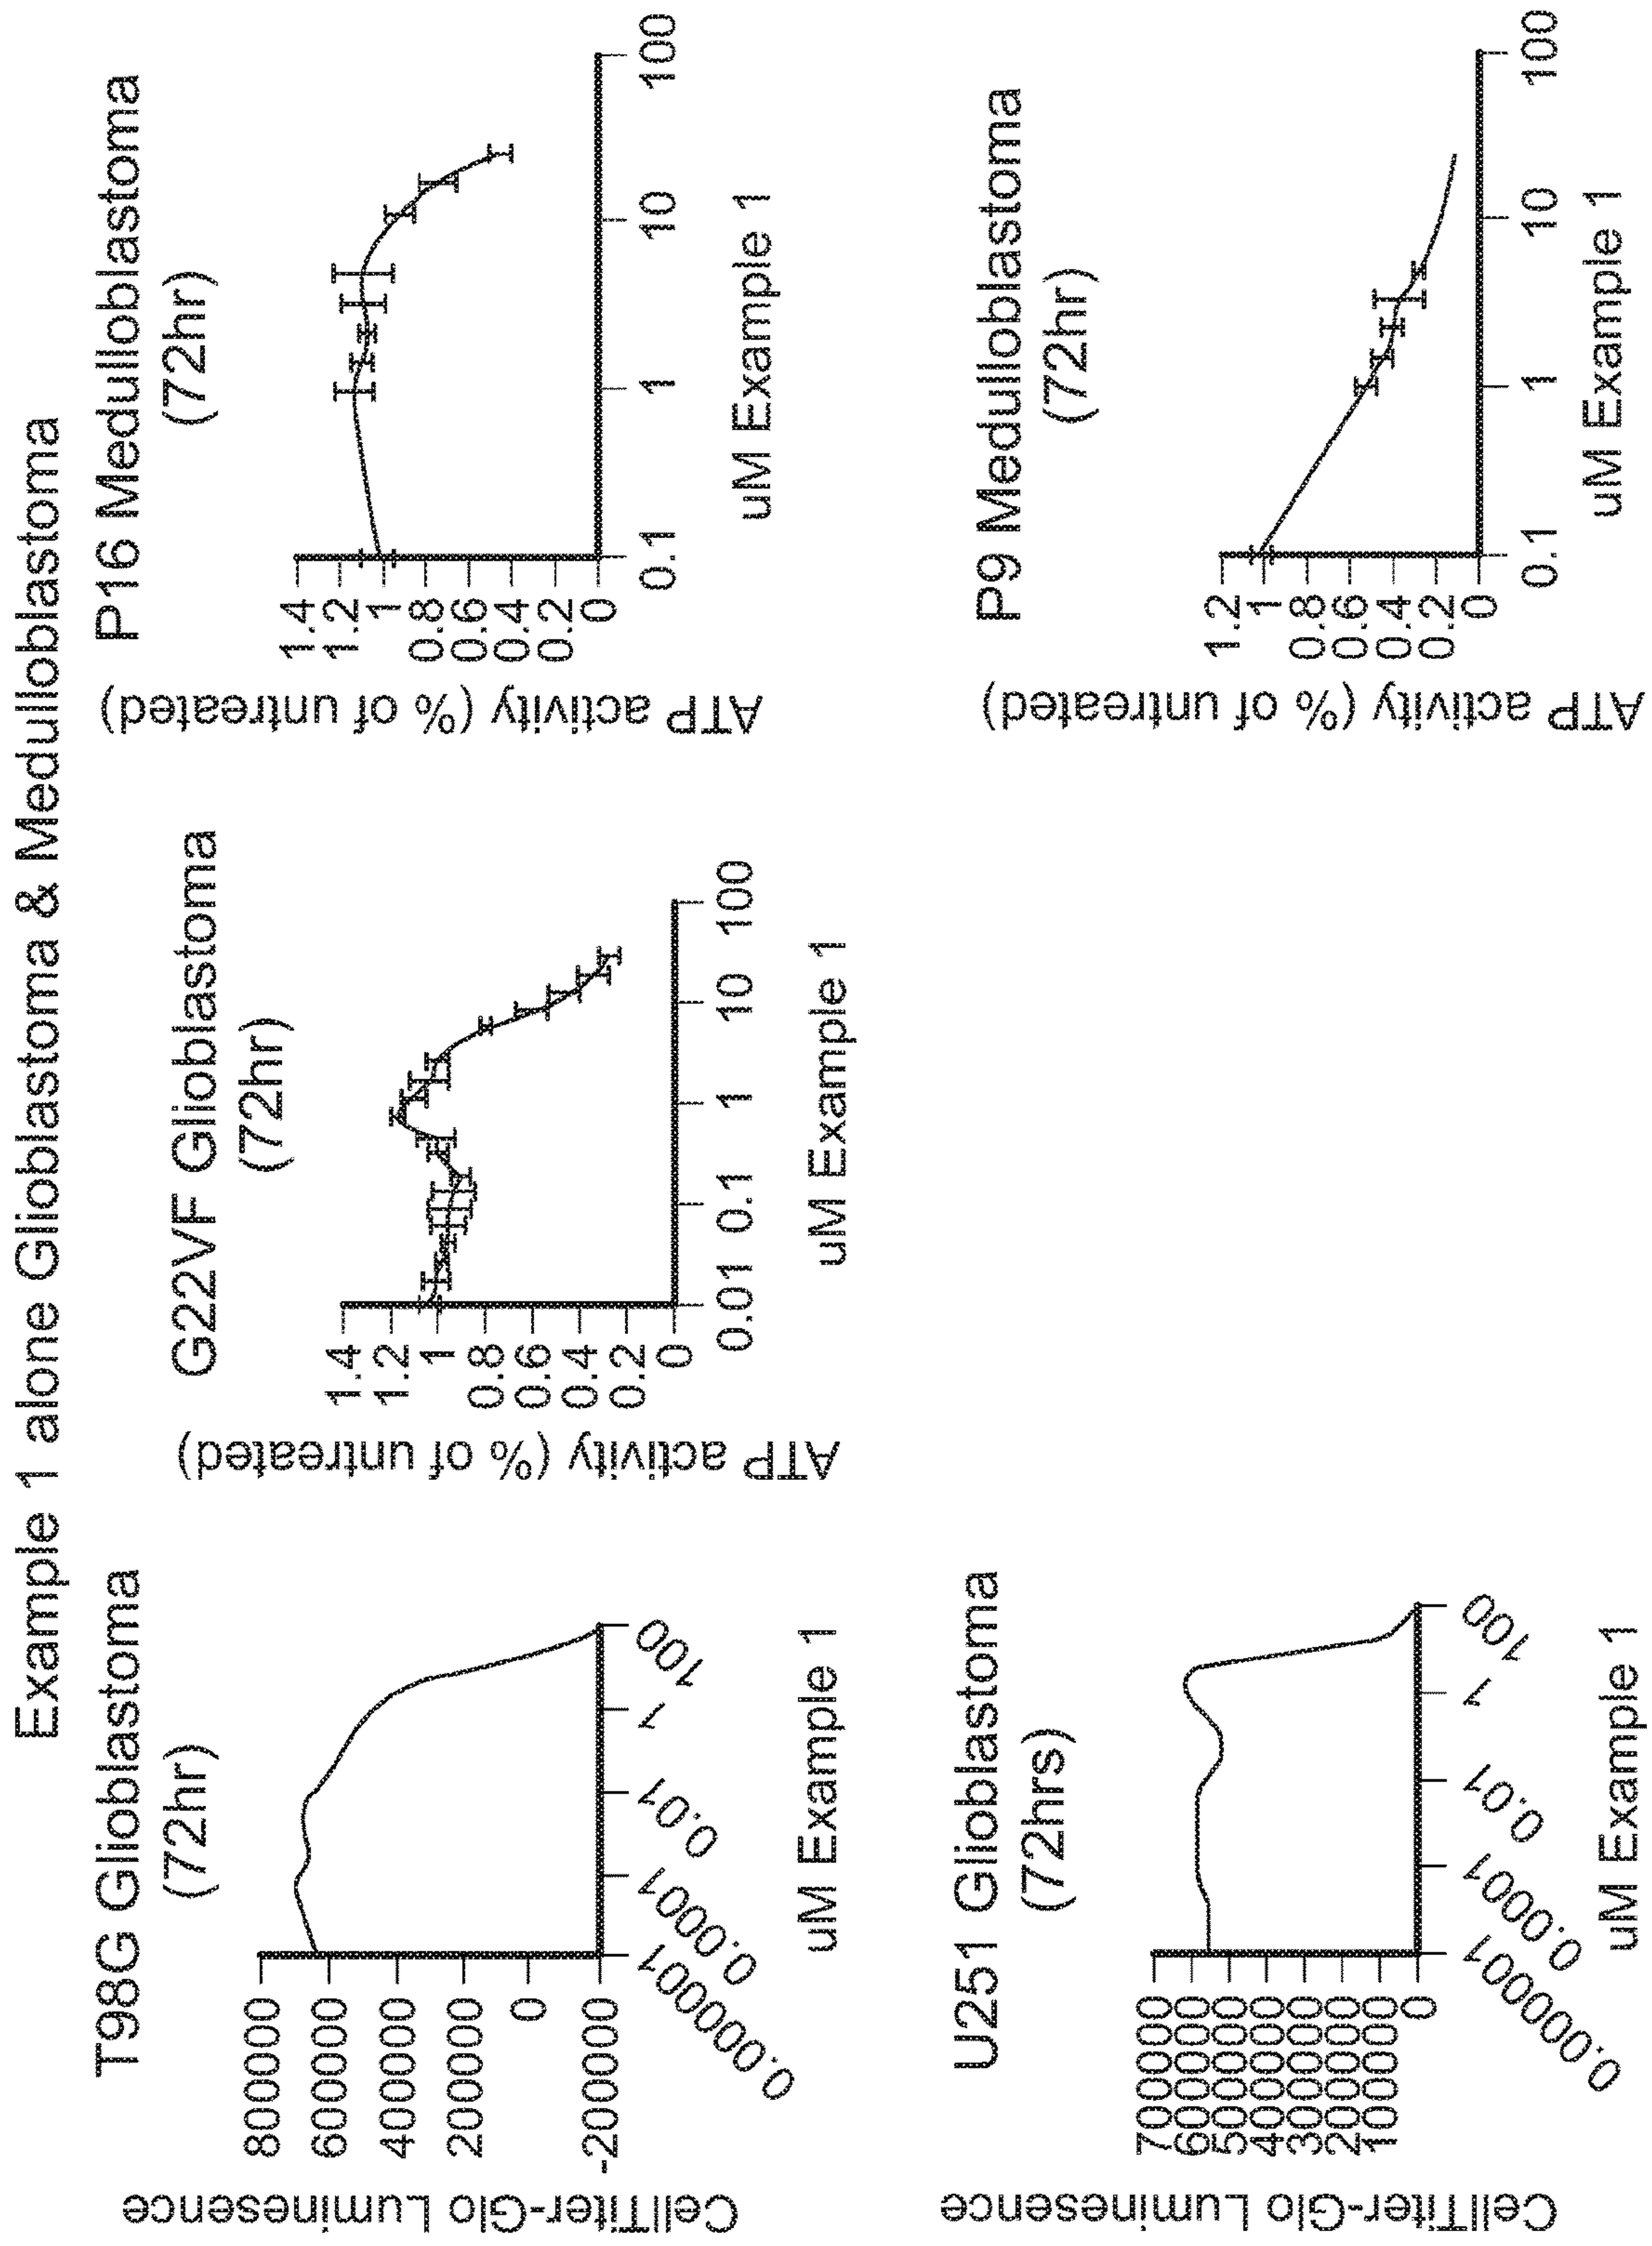 Example 1 alone Glioblastoma & Medulloblastoma
T98G Glioblastoma
(72hr)
CellTiter-Glo Luminesence
800000
600000
400000
200000
0
-200000
0.000001
0.0001
0.01
1
100
uM Example 1
G22VF Glioblastoma
(72hr)
ATP activity (% of untreated)
1.4
1.2
1
0.8
0.6
0.4
0.2
0
0.01
0.1
1
10
100
uM Example 1
P16 Medulloblastoma
(72hr)
ATP activity (% of untreated)
1.4
1.2
1
0.8
0.6
0.4
0.2
0
0.1
1
10
100
uM Example 1
U251 Glioblastoma
(72hrs)
CellTiter-Glo Luminesence
700000
600000
500000
400000
300000
200000
100000
0
0.000001
0.0001
0.01
1
100
uM Example 1
P9 Medulloblastoma
(72hr)
ATP activity (% of untreated)
1.2
1
0.8
0.6
0.4
0.2
0
0.1
1
10
100
uM Example 1